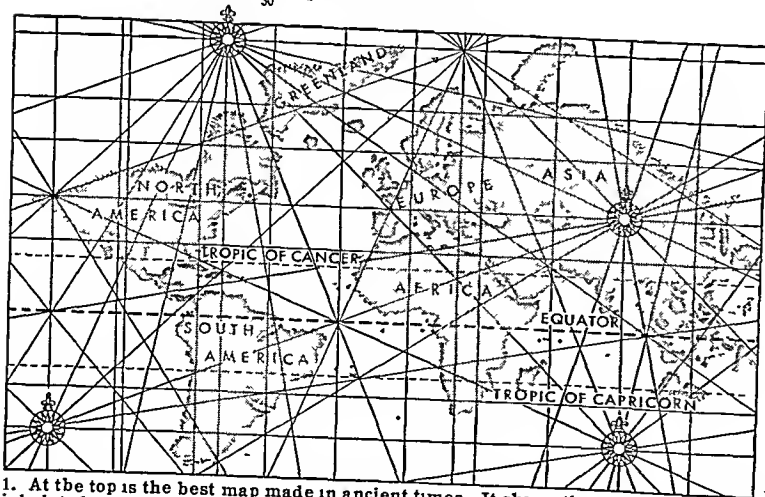 30
GREENLAND
NORTH
AMERICA
EUROPE
ASIA
TROPIC OF CANCER
AFRICA
EQUATOR
SOUTH
AMERICA
TROPIC OF CAPRICORN
1. At the top is the best map made in ancient times. It